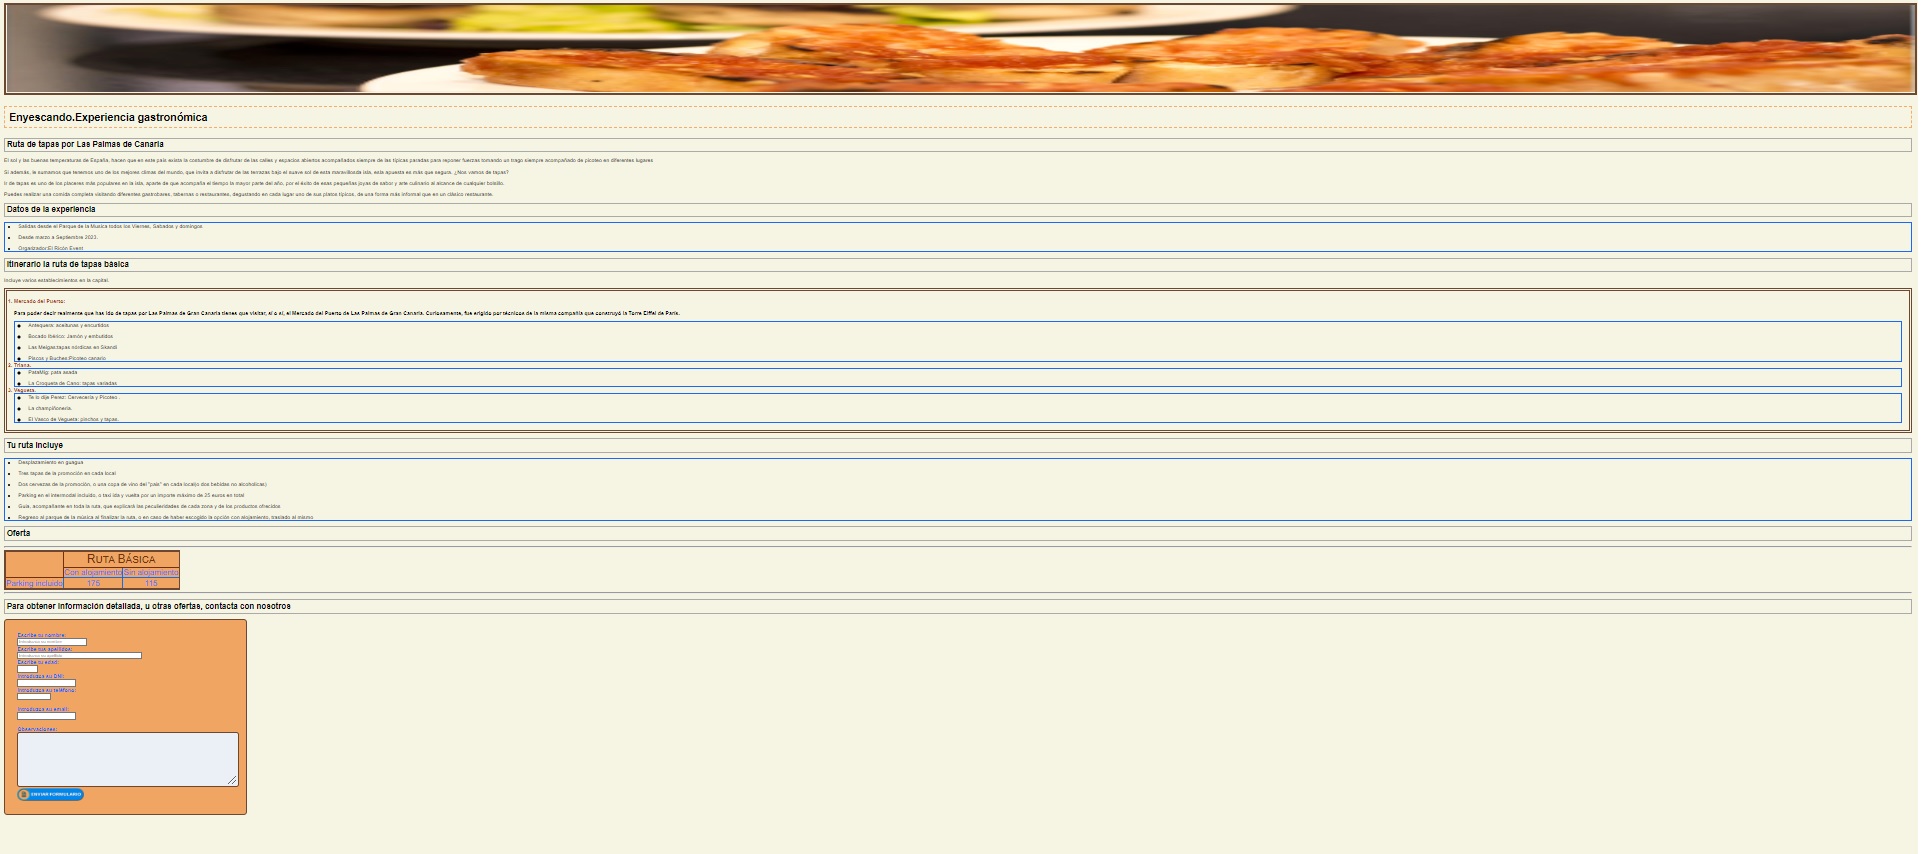 Enyescando.Experiencia gastronómica
Ruta de tapas por Las Palmas de Canaria
El sol y las buenas temperaturas de España, hacen que en este país exista la costumbre de disfrutar de las calles y espacios abiertos acompañados siempre de las típicas paradas para reponer fuerzas tomando un trago siempre acompañado de picoteo en diferentes lugares
Si además, le sumamos que tenemos uno de los mejores climas del mundo, que invita a disfrutar de las terrazas bajo el suave sol de esta maravillosda isla, esta apuesta es más que segura. ¿Nos vamos de tapas?
Ir de tapas es uno de los placeres más populares en la isla, aparte de que acompaña el tiempo la mayor parte del año, por el éxito de esas pequeñas joyas de sabor y arte culinario al alcance de cualquier bolsillo.
Puedes realizar una comida completa visitando diferentes gastrobares, tabernas o restaurantes, degustando en cada lugar uno de sus platos típicos, de una forma más informal que en un clásico restaurante.
Datos de la experiencia
Salidas desde el Parque de la Musica todos los Viernes, Sabados y domingos
Desde marzo a Septiembre 2023.
Organizador:El Ricón Event
Itinerario la ruta de tapas básica
Incluye varios establecimientos en la capital.
1. Mercado del Puerto:
Para poder decir realmente que has ido de tapas por Las Palmas de Gran Canaria tienes que visitar, sí o sí, el Mercado del Puerto de Las Palmas de Gran Canaria. Curiosamente, fue erigido por técnicos de la misma compañía que construyó la Torre Eiffel de París.
Antequera: aceitunas y encurtidos
Bocado Ibérico: Jamón y embutidos
Las Meigas:tapas nórdicas en Skandi
Piscos y Buches:Picoteo canario
2. Triana.
PataMig: pata asada
La Croqueta de Cano: tapas variadas
3. Vegueta.
Te lo dije Perez: Cervecería y Picoteo .
La champiñonería.
El Vasco de Vegueta: pinchos y tapas.
Tu ruta incluye
Desplazamiento en guagua
Tres tapas de la promoción en cada local
Dos cervezas de la promoción, o una copa de vino del "país" en cada local(o dos bebidas no alcoholicas)
Parking en el intermodal incluido, o taxi ida y vuelta por un importe máximo de 25 euros en total
Guía, acompañante en toda la ruta, que explicará las peculieridades de cada zona y de los productos ofrecidos
Regreso al parque de la música al finalizar la ruta, o en caso de haber escogido la opción con alojamiento, traslado al mismo
Oferta
Ruta Básica
Con alojamiento Sin alojamiento
Parking incluido 175 115
Para obtener información detallada, u otras ofertas, contacta con nosotros
Escribe tu nombre:
Introduzca su nombre
Escribe tus apellidos:
Introduzca su apellido
Escribe tu edad:
Introduzca su DNI:
Introduzca su teléfono:
Introduzca su email:
Observaciones:
ENVIAR FORMULARIO